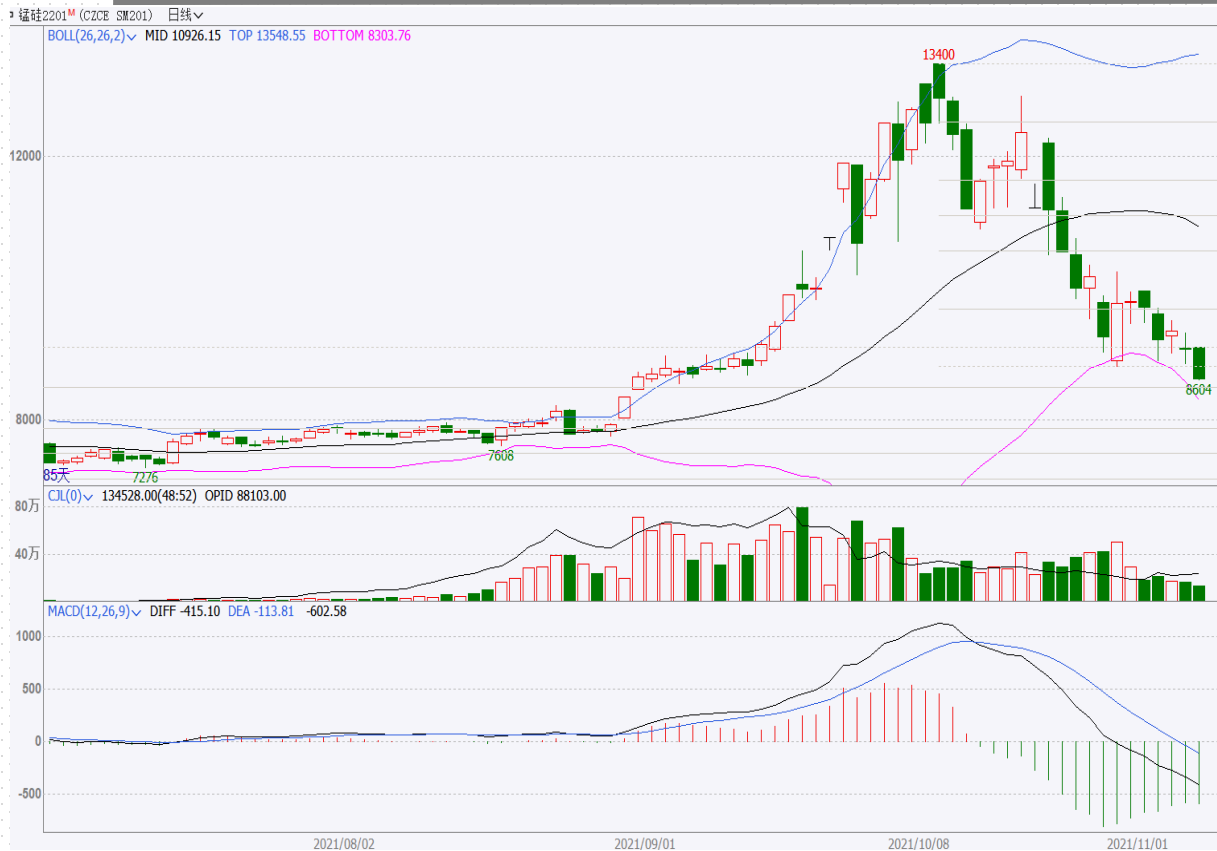 锰硅2201M (CZCE SM201) 日线
BOLL(26,26,2) MID 10926.15 TOP 13548.55 BOTTOM 8303.76
13400
12000
8000
8604
7608
7276
85天
CJL(0) 134528.00(48:52) OPID 88103.00
80万
40万
MACD(12,26,9) DIFF -415.10 DEA -113.81 -602.58
1000
500
0
-500
2021/08/02 2021/09/01 2021/10/08 2021/11/01